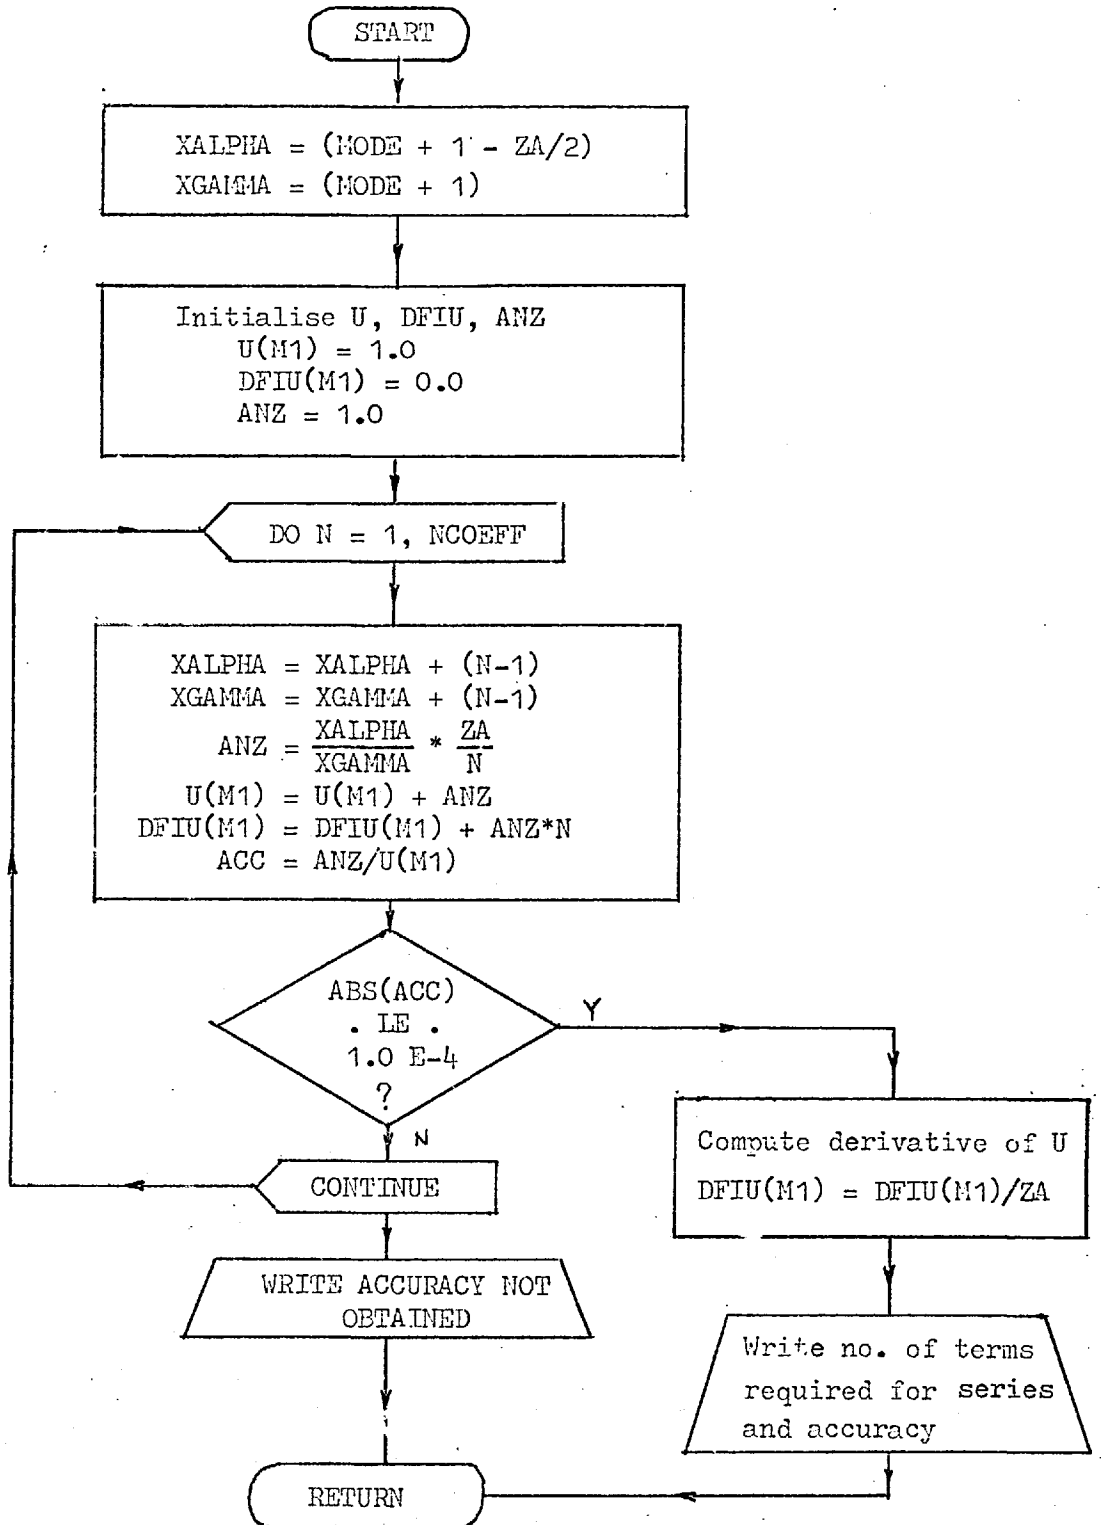 START
XALPHA = (MODE + 1 - ZA/2)
XGAMMA = (MODE + 1)
Initialise U, DFIU, ANZ
U(M1) = 1.0
DFIU(M1) = 0.0
ANZ = 1.0
DO N = 1, NCOEFF
XALPHA = XALPHA + (N-1)
XGAMMA = XGAMMA + (N-1)
ANZ = XALPHA/XGAMMA * ZA/N
U(M1) = U(M1) + ANZ
DFIU(M1) = DFIU(M1) + ANZ*N
ACC = ANZ/U(M1)
ABS(ACC)
. LE .
1.0 E-4
?
Y
N
Compute derivative of U
DFIU(M1) = DFIU(M1)/ZA
CONTINUE
WRITE ACCURACY NOT
OBTAINED
Write no. of terms
required for series
and accuracy
RETURN